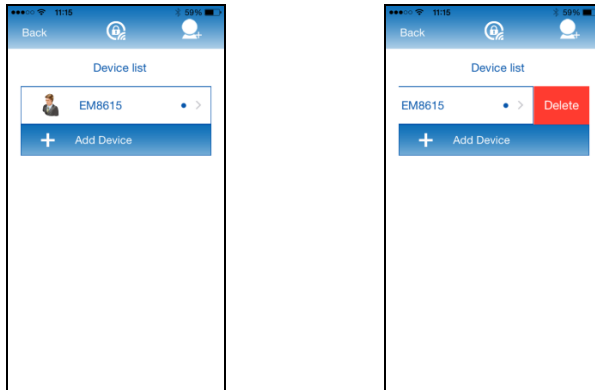 11:15 59%
Back
Device list
EM8615
Add Device
11:15 59%
Back
Device list
EM8615 Delete
Add Device